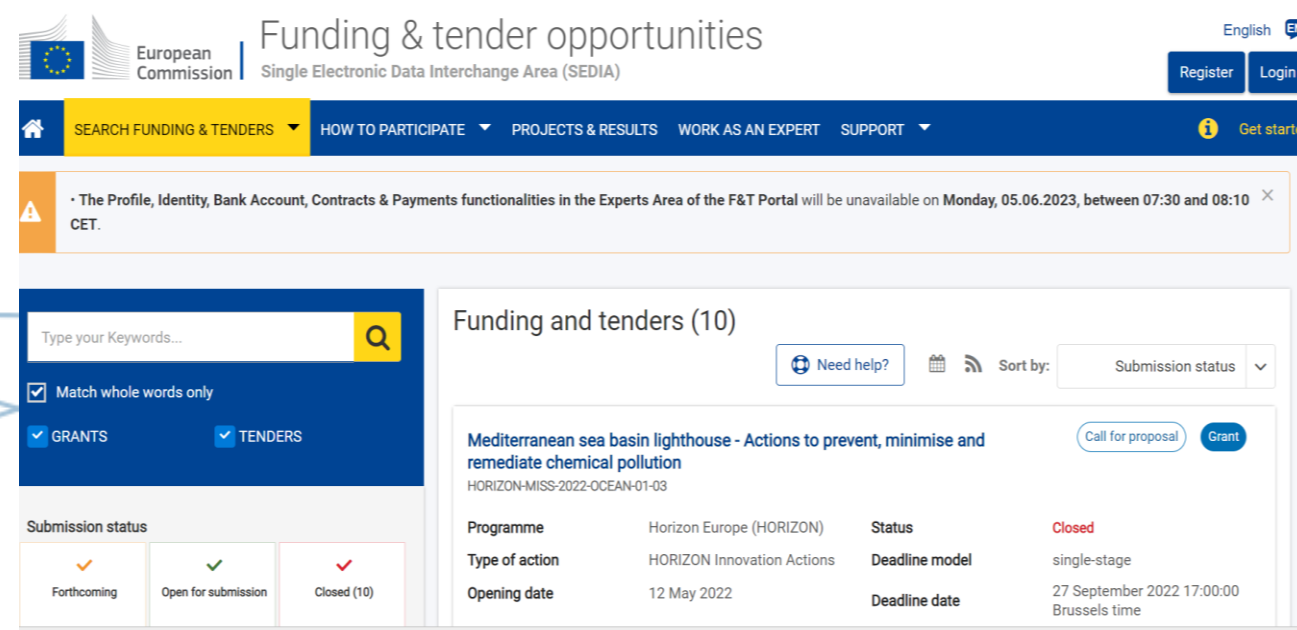 European
Commission
Funding & tender opportunities
Single Electronic Data Interchange Area (SEDIA)
English
Register
Login
SEARCH FUNDING & TENDERS
HOW TO PARTICIPATE
PROJECTS & RESULTS
WORK AS AN EXPERT
SUPPORT
Get starte
· The Profile, Identity, Bank Account, Contracts & Payments functionalities in the Experts Area of the F&T Portal will be unavailable on Monday, 05.06.2023, between 07:30 and 08:10
CET.
Type your Keywords...
Match whole words only
GRANTS
TENDERS
Submission status
Forthcoming
Open for submission
Closed (10)
Funding and tenders (10)
Need help?
Sort by:
Submission status
Mediterranean sea basin lighthouse - Actions to prevent, minimise and
remediate chemical pollution
Call for proposal
Grant
HORIZON-MISS-2022-OCEAN-01-03
Programme
Horizon Europe (HORIZON)
Status
Closed
Type of action
HORIZON Innovation Actions
Deadline model
single-stage
Opening date
12 May 2022
Deadline date
27 September 2022 17:00:00
Brussels time